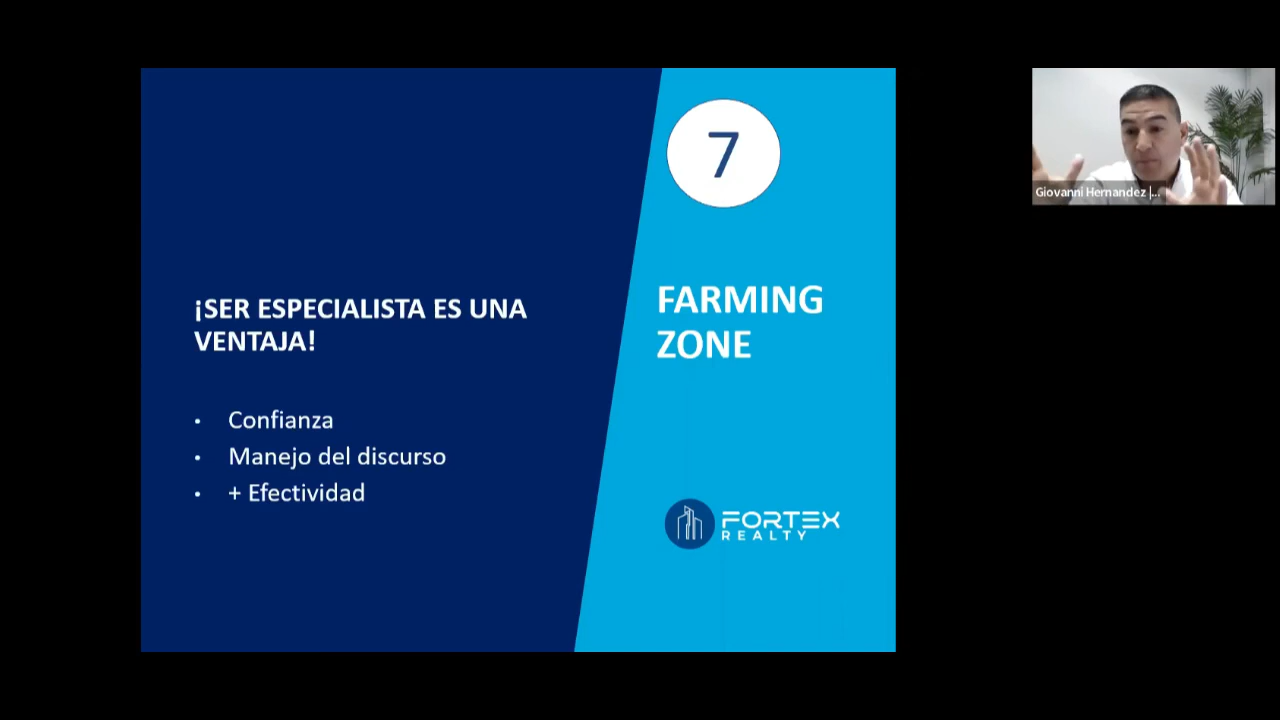 7
FARMING
ZONE
¡SER ESPECIALISTA ES UNA
VENTAJA!
• Confianza
• Manejo del discurso
• + Efectividad
FORTEX
REALTY
Giovanni Hernandez |...